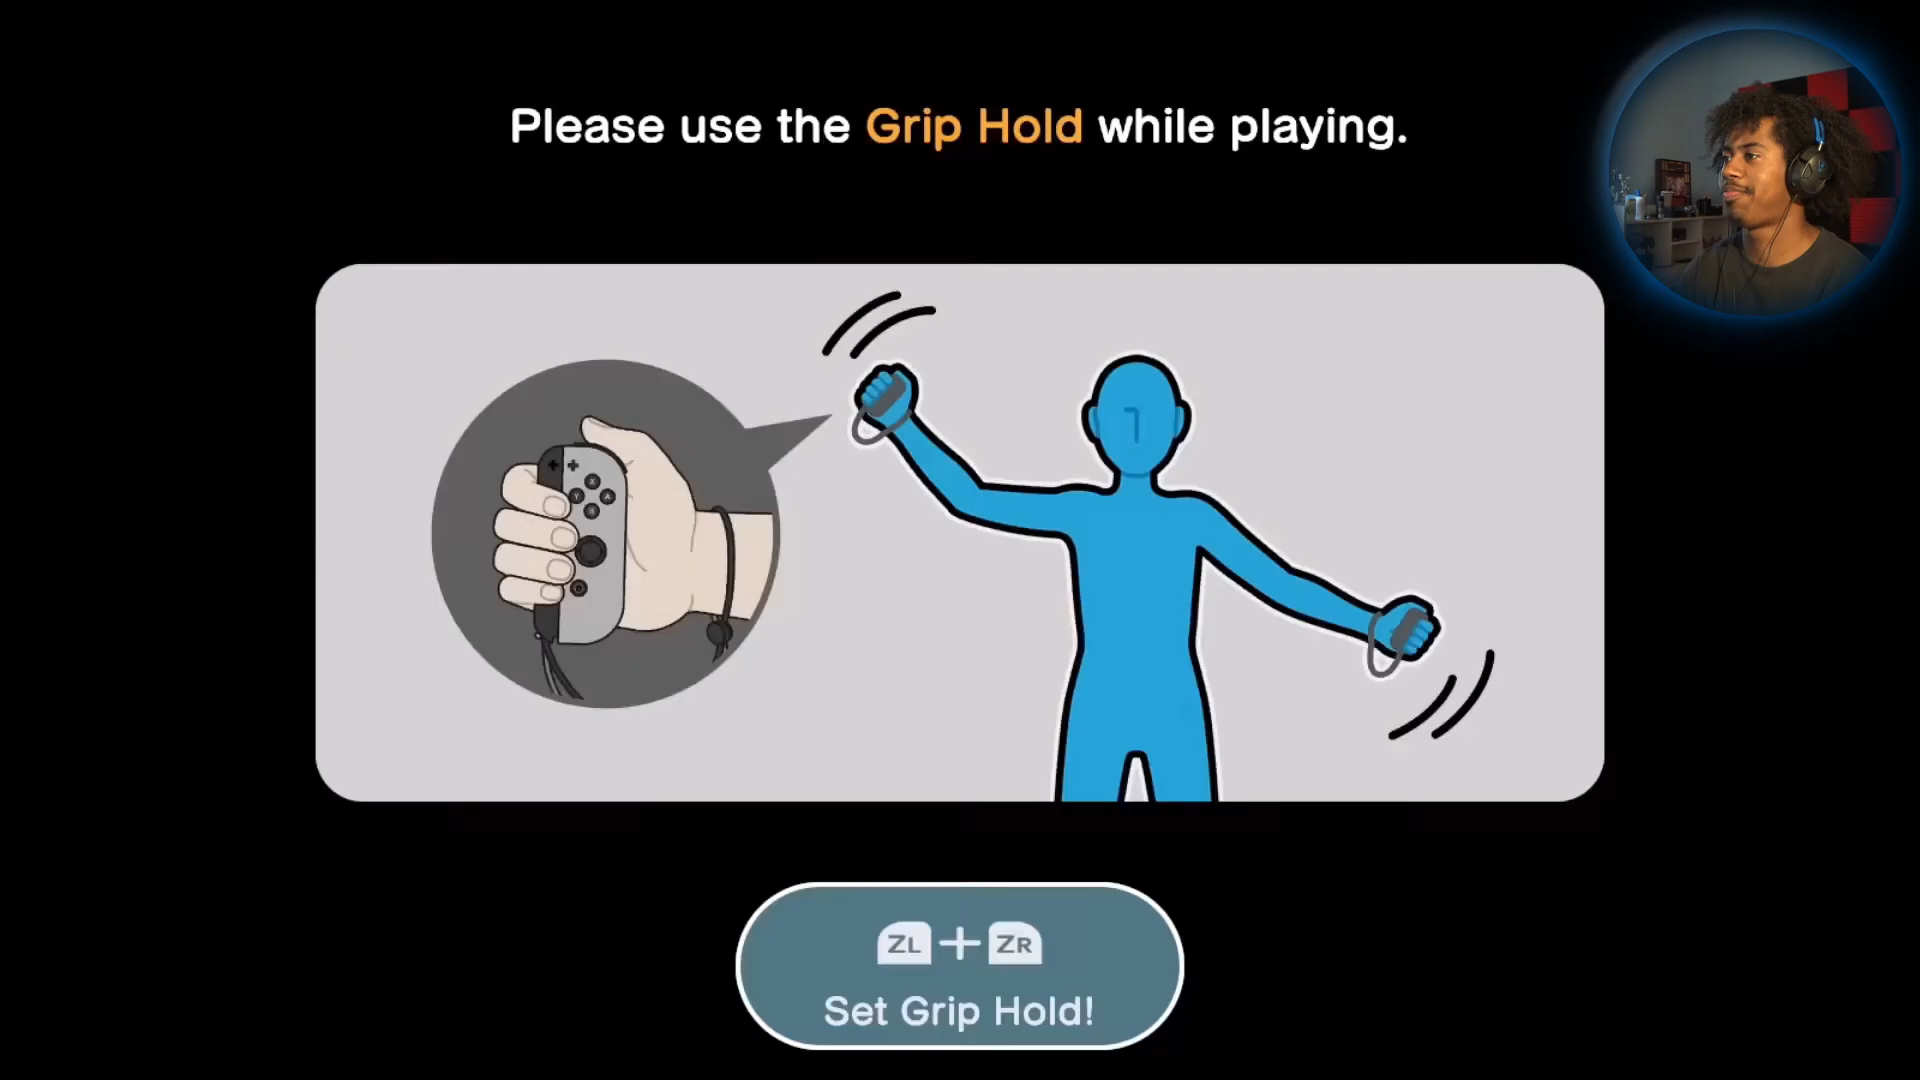 Please use the Grip Hold while playing.
X
Y A
B
ZL + ZR
Set Grip Hold!